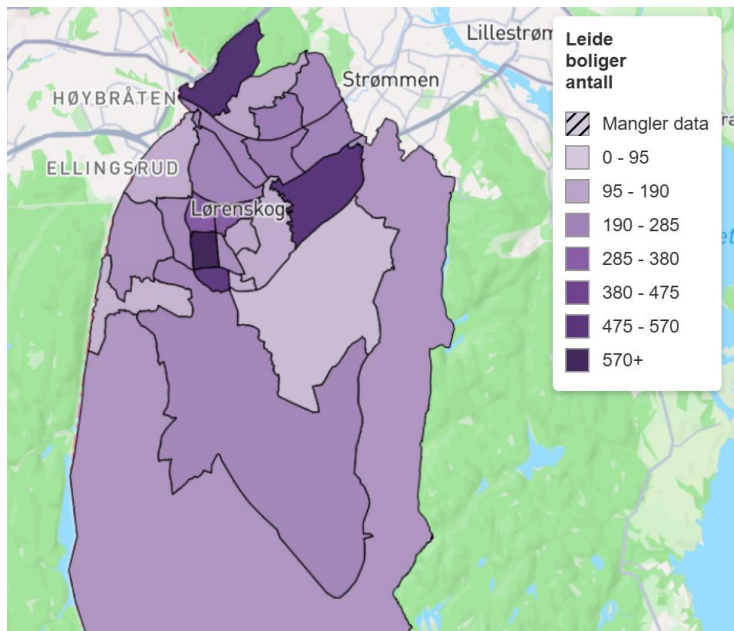 Lillestrøm
Strømmen
HØYBRÅTEN
ELLINGSRUD
Lørenskog
Leide
boliger
antall
Mangler data
0 - 95
95 - 190
190 - 285
285 - 380
380 - 475
475 - 570
570+